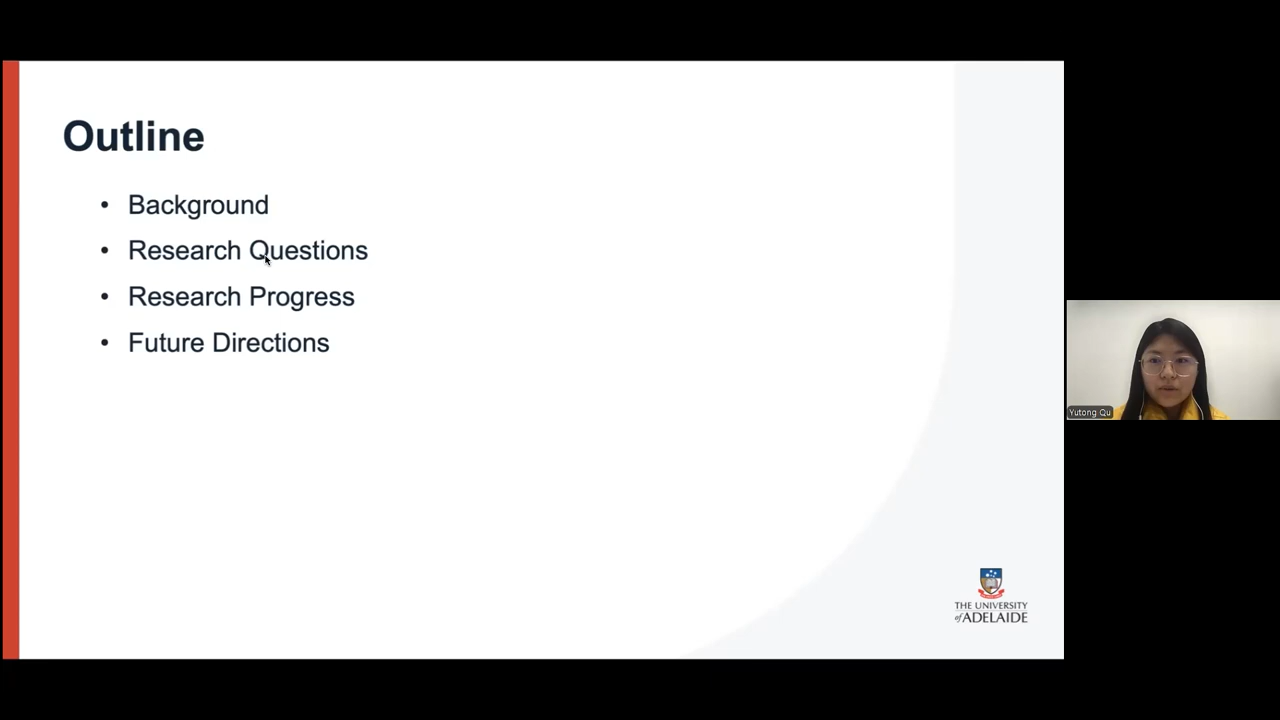 Outline
• Background
• Research Questions
• Research Progress
• Future Directions
Yutong Qu
THE UNIVERSITY
of ADELAIDE